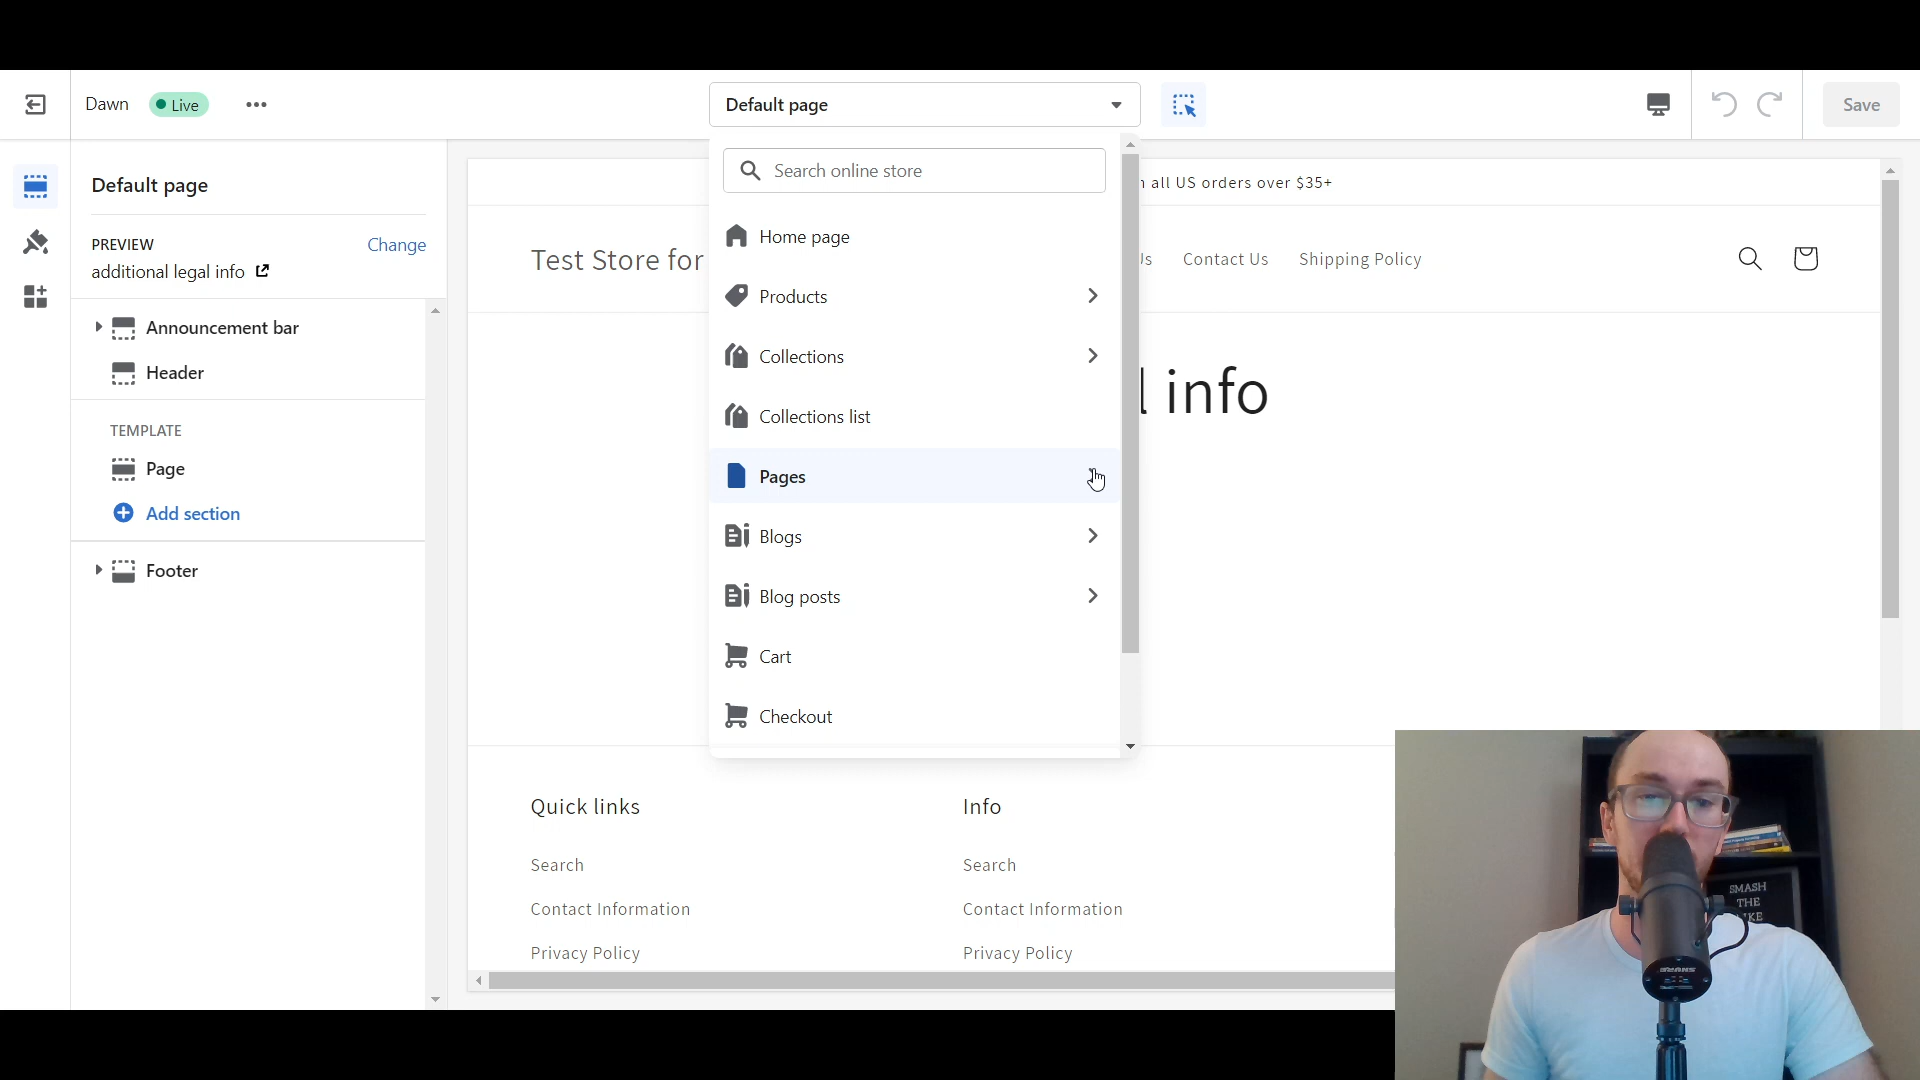 Dawn
Live
Default page
Save
Default page
PREVIEW
Change
additional legal info
Announcement bar
Header
TEMPLATE
Page
Add section
Footer
Search online store
Home page
Products
Collections
Collections list
Pages
Blogs
Blog posts
Cart
Checkout
all US orders over $35+
Test Store for
Contact Us
Shipping Policy
info
Quick links
Search
Contact Information
Privacy Policy
Info
Search
Contact Information
Privacy Policy
SMASH
THE